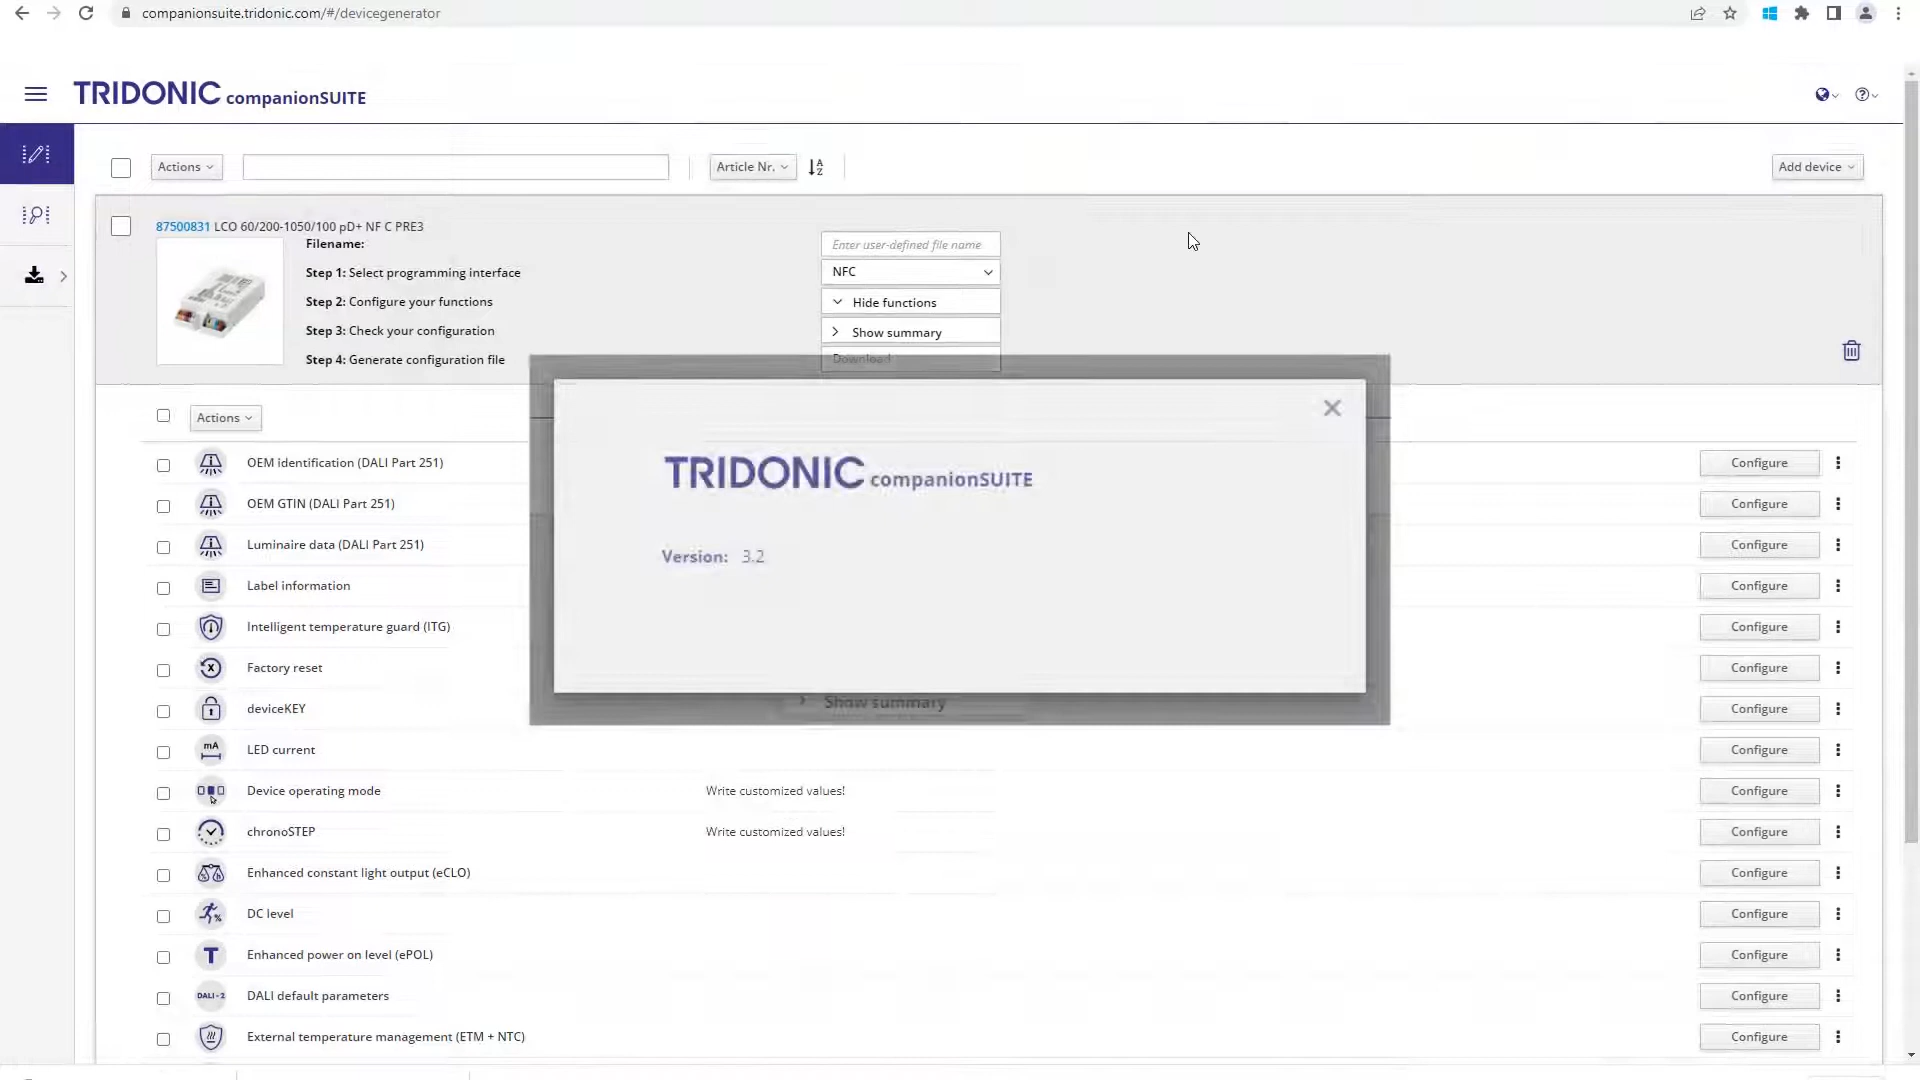 companionsuite.tridonic.com/#/devicegenerator
TRIDONIC companionSUITE
Actions
Article Nr.
Add device
87500831 LCO 60/200-1050/100 pD+ NF C PRE3
Filename:
Enter user-defined file name
Step 1: Select programming interface
NFC
Step 2: Configure your functions
Hide functions
Step 3: Check your configuration
Show summary
Step 4: Generate configuration file
Download
Actions
TRIDONIC companionSUITE
Version: 3.2
OEM identification (DALI Part 251)
Configure
OEM GTIN (DALI Part 251)
Configure
Luminaire data (DALI Part 251)
Configure
Label information
Configure
Intelligent temperature guard (ITG)
Configure
Factory reset
Configure
Show summary
deviceKEY
Configure
mA
LED current
Configure
Device operating mode
Write customized values!
Configure
chronoSTEP
Write customized values!
Configure
Enhanced constant light output (eCLO)
Configure
DC level
Configure
T
Enhanced power on level (ePOL)
Configure
DALI-2
DALI default parameters
Configure
External temperature management (ETM + NTC)
Configure